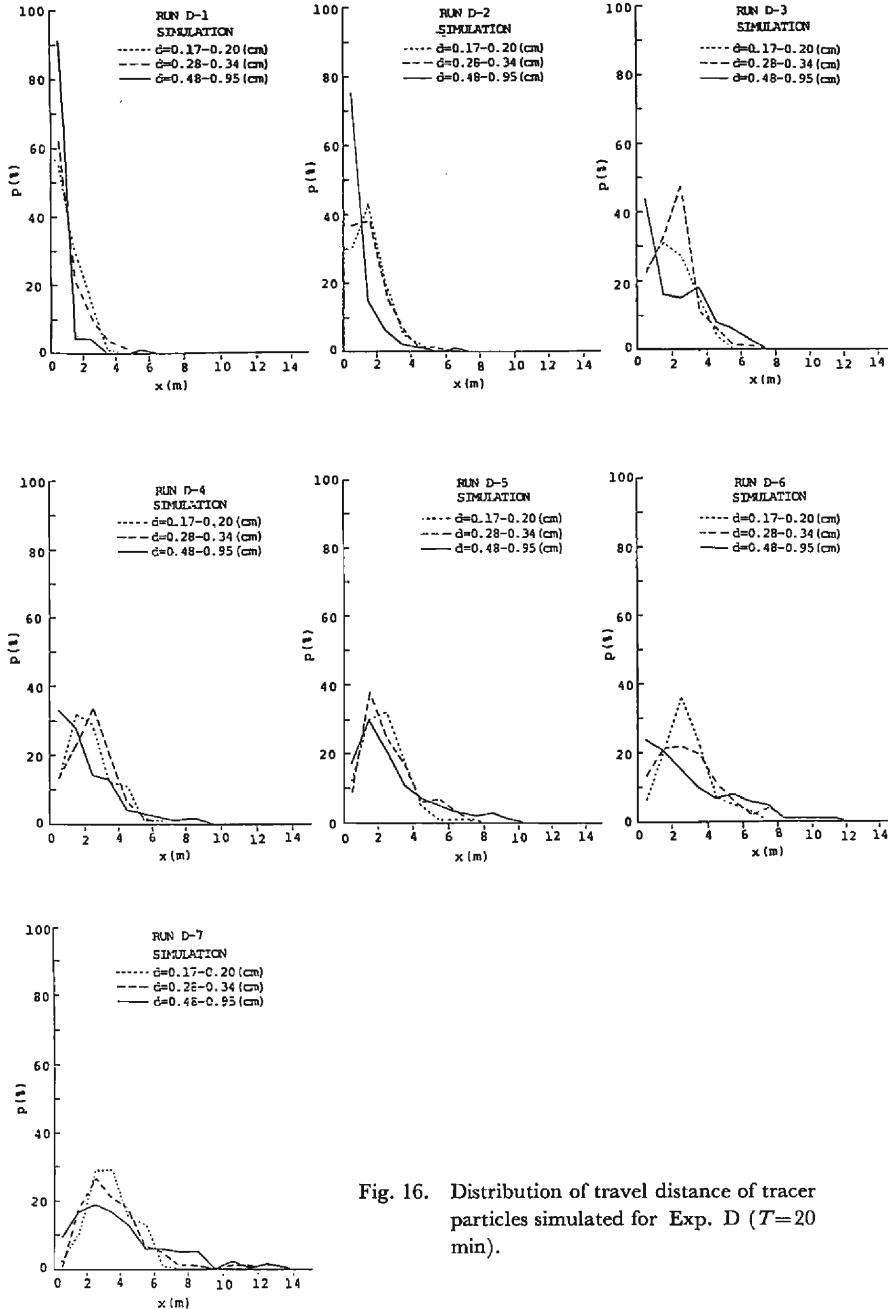 RUN D-1
SIMULATION
d=0.17-0.20 (cm)
d=0.28-0.34 (cm)
d=0.48-0.95 (cm)
100
80
60
40
20
0
p (%)
0 2 4 6 8 10 12 14
x (m)
RUN D-2
SIMULATION
d=0.17-0.20 (cm)
d=0.28-0.34 (cm)
d=0.48-0.95 (cm)
100
80
60
40
20
0
p (%)
0 2 4 6 8 10 12 14
x (m)
RUN D-3
SIMULATION
d=0.17-0.20 (cm)
d=0.28-0.34 (cm)
d=0.48-0.95 (cm)
100
80
60
40
20
0
p (%)
0 2 4 6 8 10 12 14
x (m)
RUN D-4
SIMULATION
d=0.17-0.20 (cm)
d=0.28-0.34 (cm)
d=0.48-0.95 (cm)
100
80
60
40
20
0
p (%)
0 2 4 6 8 10 12 14
x (m)
RUN D-5
SIMULATION
d=0.17-0.20 (cm)
d=0.28-0.34 (cm)
d=0.48-0.95 (cm)
100
80
60
40
20
0
p (%)
0 2 4 6 8 10 12 14
x (m)
RUN D-6
SIMULATION
d=0.17-0.20 (cm)
d=0.28-0.34 (cm)
d=0.48-0.95 (cm)
100
80
60
40
20
0
p (%)
0 2 4 6 8 10 12 14
x (m)
RUN D-7
SIMULATION
d=0.17-0.20 (cm)
d=0.28-0.34 (cm)
d=0.48-0.95 (cm)
100
80
60
40
20
0
p (%)
0 2 4 6 8 10 12 14
x (m)
Fig. 16. Distribution of travel distance of tracer
particles simulated for Exp. D (T=20
min).